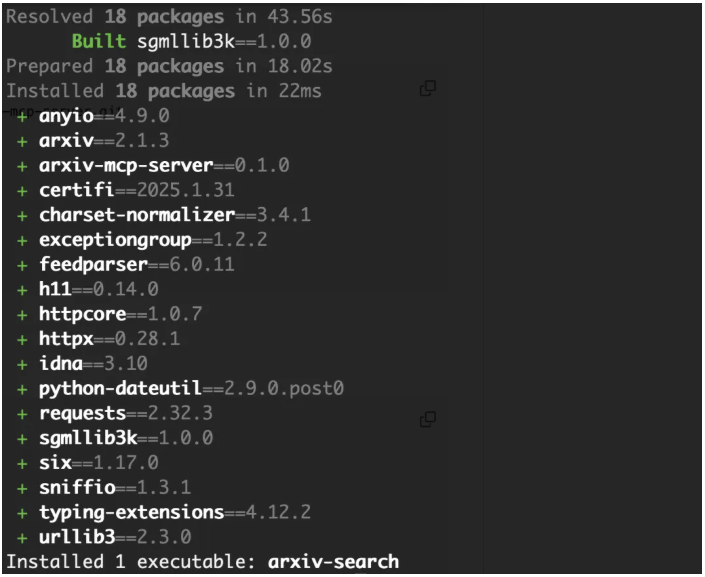 Resolved 18 packages in 43.56s
Built sgmllib3k==1.0.0
Prepared 18 packages in 18.02s
Installed 18 packages in 22ms
+ anyio==4.9.0
+ arxiv==2.1.3
+ arxiv-mcp-server==0.1.0
+ certifi==2025.1.31
+ charset-normalizer==3.4.1
+ exceptiongroup==1.2.2
+ feedparser==6.0.11
+ h11==0.14.0
+ httpcore==1.0.7
+ httpx==0.28.1
+ idna==3.10
+ python-dateutil==2.9.0.post0
+ requests==2.32.3
+ sgmllib3k==1.0.0
+ six==1.17.0
+ sniffio==1.3.1
+ typing-extensions==4.12.2
+ urllib3==2.3.0
Installed 1 executable: arxiv-search